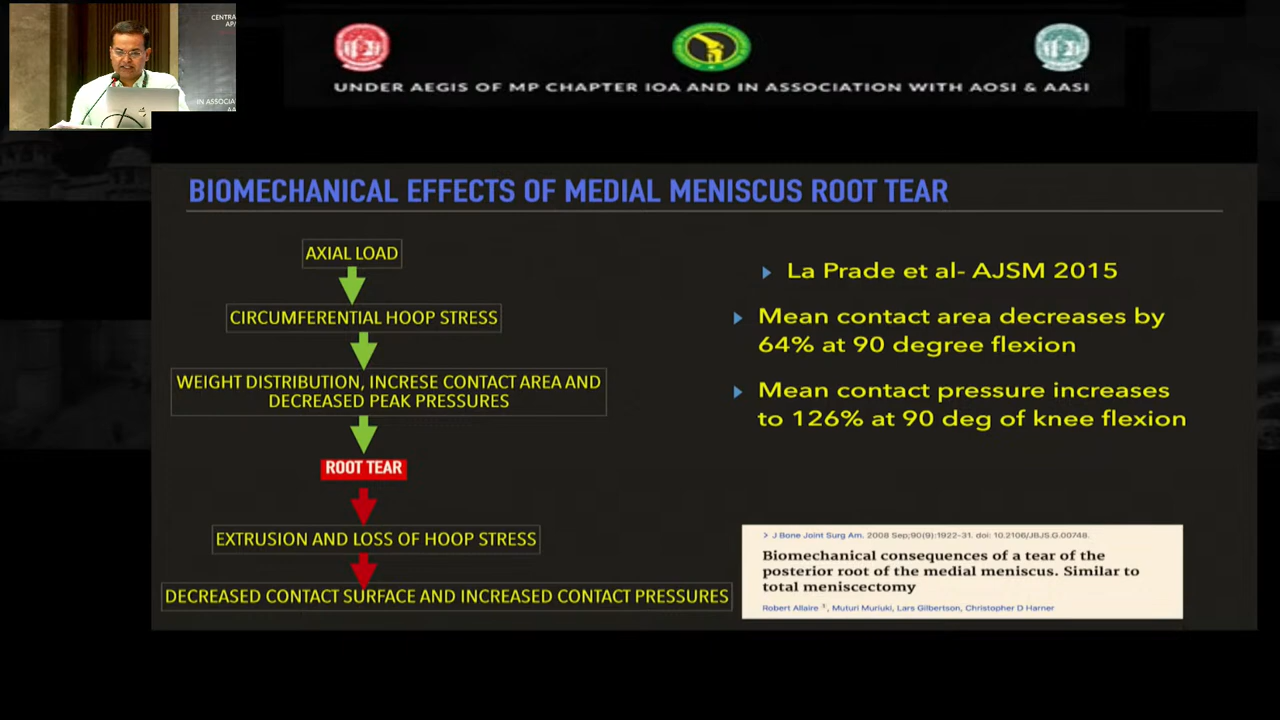 CENTRA
AP/
IN ASSOCIA
AA
UNDER AEGIS OF MP CHAPTER IOA AND IN ASSOCIATION WITH AOSI & AASI
BIOMECHANICAL EFFECTS OF MEDIAL MENISCUS ROOT TEAR
AXIAL LOAD
CIRCUMFERENTIAL HOOP STRESS
WEIGHT DISTRIBUTION, INCRESE CONTACT AREA AND
DECREASED PEAK PRESSURES
ROOT TEAR
EXTRUSION AND LOSS OF HOOP STRESS
DECREASED CONTACT SURFACE AND INCREASED CONTACT PRESSURES
La Prade et al- AJSM 2015
Mean contact area decreases by
64% at 90 degree flexion
Mean contact pressure increases
to 126% at 90 deg of knee flexion
> J Bone Joint Surg Am. 2008 Sep;90(9):1922-31. doi: 10.2106/JBJS.G.00748.
Biomechanical consequences of a tear of the
posterior root of the medial meniscus. Similar to
total meniscectomy
Robert Allaire 1, Muturi Muriuki, Lars Gilbertson, Christopher D Harner